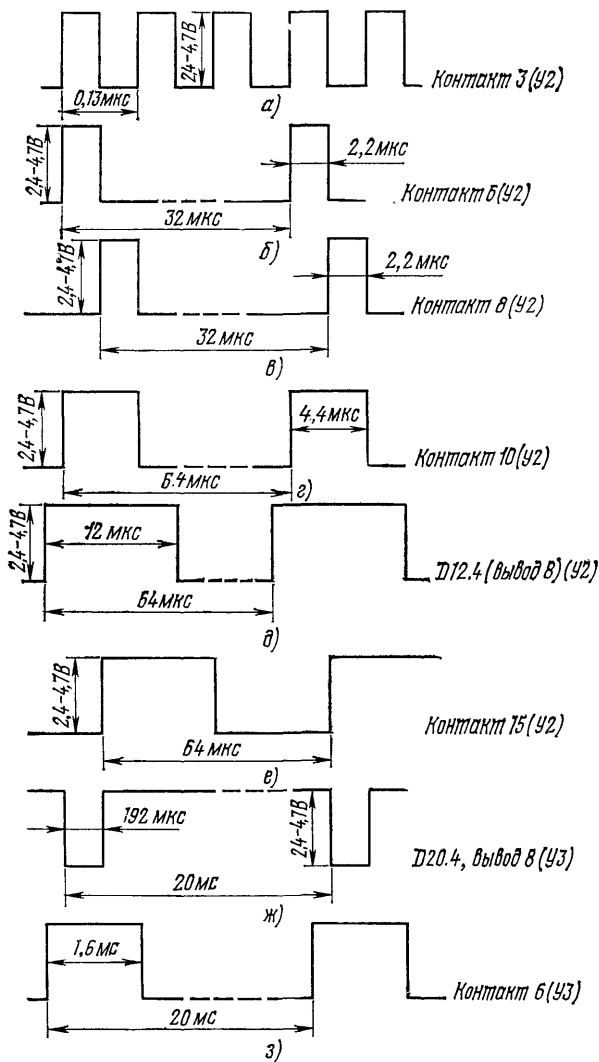 2,4-4,7В
Контакт 3(У2)
0,13мкс
а)
2,4-4,7В
2,2мкс
Контакт 6(У2)
32 мкс
б)
2,4-4,7В
2,2 мкс
Контакт 8(У2)
32 мкс
в)
2,4-4,7В
4,4мкс
Контакт 10(У2)
6.4мкс
г)
2,4-4,7В
12 мкс
D12.4 (вывод 8) (У2)
64мкс
д)
2,4-4,7В
Контакт 15(У2)
64 мкс
е)
192 мкс
2,4-4,7В
D20.4, вывод 8 (У3)
20мс
ж)
1,6мс
Контакт 6(У3)
20 мс
з)